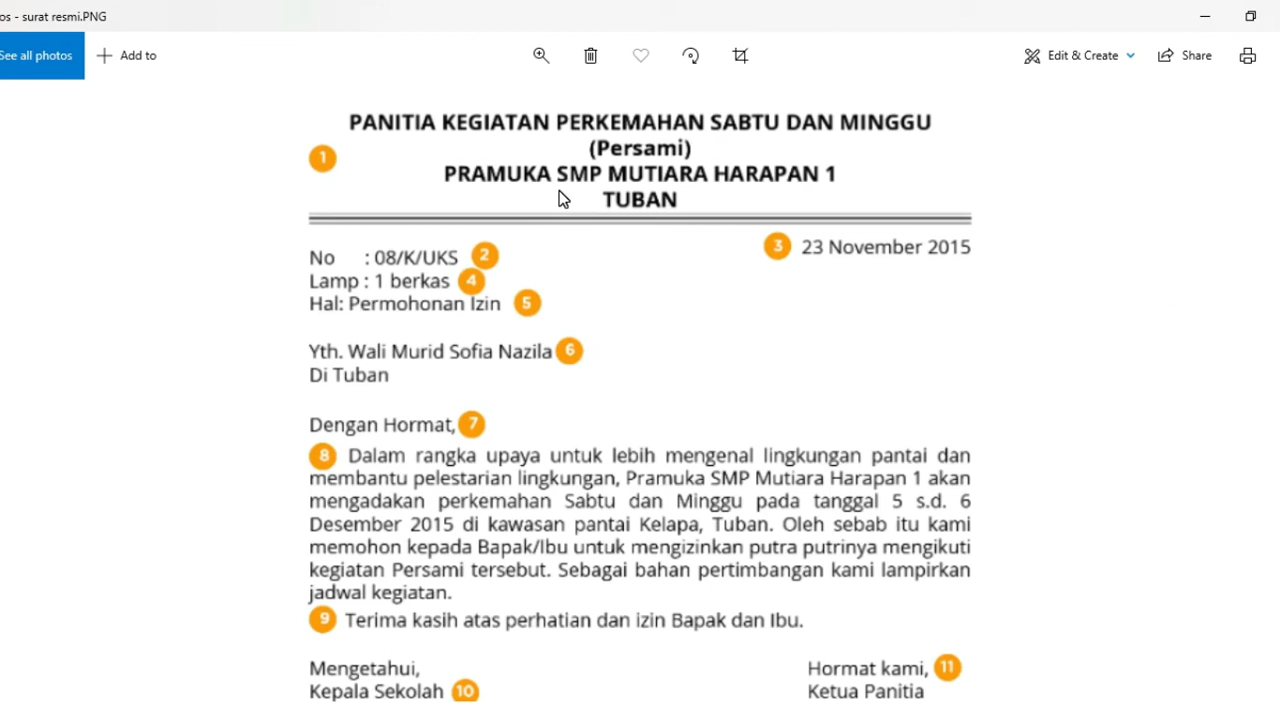 os - surat resmi.PNG
See all photos
Add to
Edit & Create
Share
PANITIA KEGIATAN PERKEMAHAN SABTU DAN MINGGU
(Persami)
1
PRAMUKA SMP MUTIARA HARAPAN 1
TUBAN
3 23 November 2015
No : 08/K/UKS 2
Lamp : 1 berkas 4
Hal: Permohonan Izin 5
Yth. Wali Murid Sofia Nazila 6
Di Tuban
Dengan Hormat, 7
8 Dalam rangka upaya untuk lebih mengenal lingkungan pantai dan
membantu pelestarian lingkungan, Pramuka SMP Mutiara Harapan 1 akan
mengadakan perkemahan Sabtu dan Minggu pada tanggal 5 s.d. 6
Desember 2015 di kawasan pantai Kelapa, Tuban. Oleh sebab itu kami
memohon kepada Bapak/Ibu untuk mengizinkan putra putrinya mengikuti
kegiatan Persami tersebut. Sebagai bahan pertimbangan kami lampirkan
jadwal kegiatan.
9 Terima kasih atas perhatian dan izin Bapak dan Ibu.
Mengetahui,
Kepala Sekolah 10
Hormat kami, 11
Ketua Panitia